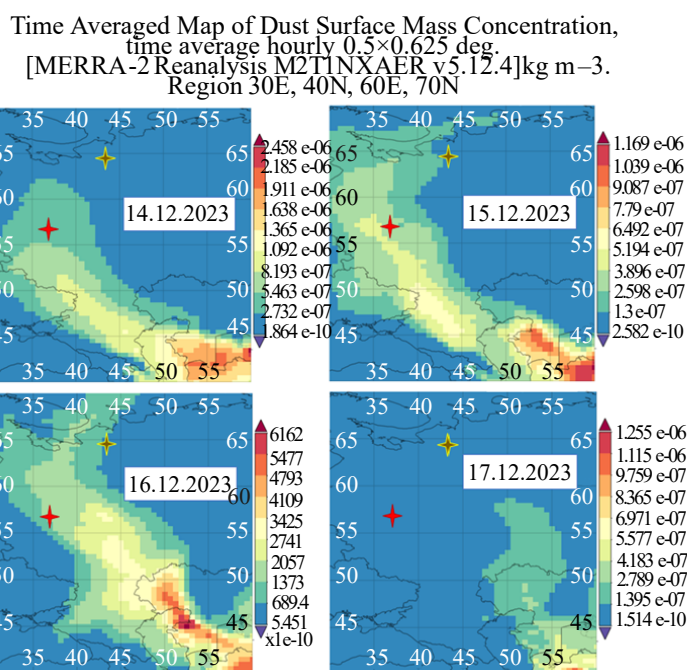 Time Averaged Map of Dust Surface Mass Concentration,
time average hourly 0.5×0.625 deg.
[MERRA-2 Reanalysis M2T1NXAER v5.12.4]kg m–3.
Region 30E, 40N, 60E, 70N
35 40 45 50 55
65
60
55
50
45
35 40 45 50 55
14.12.2023
2.458 e-06
2.185 e-06
1.911 e-06
1.638 e-06
1.365 e-06
1.092 e-06
8.193 e-07
5.463 e-07
2.732 e-07
1.864 e-10
35 40 45 50 55
65 65
60
55
50 50
45 45
35 40 45 50 55
15.12.2023
1.169 e-06
1.039 e-06
9.087 e-07
7.79 e-07
6.492 e-07
5.194 e-07
3.896 e-07
2.598 e-07
13 e-07
2.582 e-10
35 40 45 50 55
65
60
55
50
45
35 40 45 50 55
16.12.2023
6162
5477
4793
4109
3425
2741
2057
1373
689.4
5.451
x1e-10
35 40 45 50 55
65 65
60
55 55
50 50
45 45
35 40 45 50 55
17.12.2023
1.255 e-06
1.115 e-06
9.759 e-07
8.365 e-07
6.971 e-07
5.577 e-07
4.183 e-07
2.789 e-07
1.395 e-07
1.514 e-10